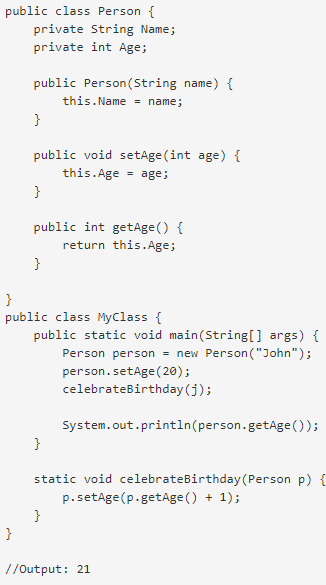 public class Person {
    private String Name;
    private int Age;

    public Person(String name) {
        this.Name = name;
    }

    public void setAge(int age) {
        this.Age = age;
    }

    public int getAge() {
        return this.Age;
    }

}
public class MyClass {
    public static void main(String[] args) {
        Person person = new Person("John");
        person.setAge(20);
        celebrateBirthday(j);

        System.out.println(person.getAge());
    }

    static void celebrateBirthday(Person p) {
        p.setAge(p.getAge() + 1);
    }
}

//Output: 21